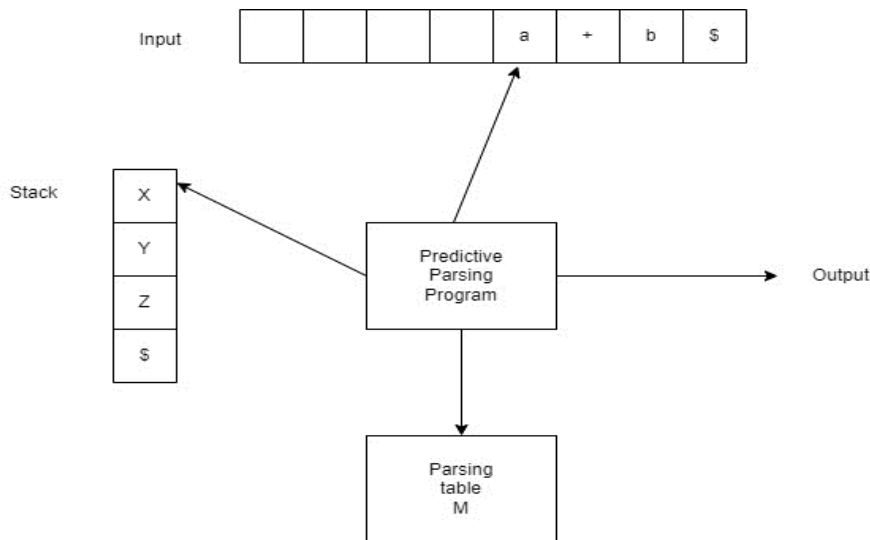 Input
a + b $
Stack
X
Y
Z
$
Predictive
Parsing
Program
Output
Parsing
table
M